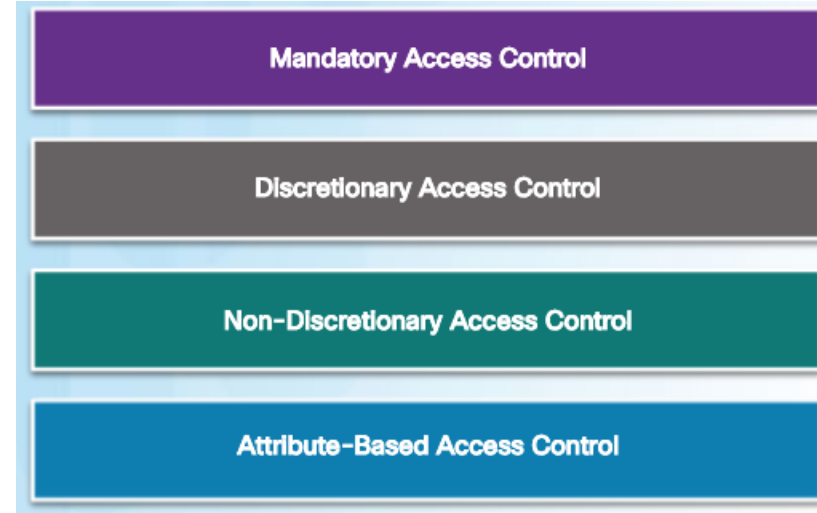 Mandatory Access Control
Discretionary Access Control
Non-Discretionary Access Control
Attribute-Based Access Control